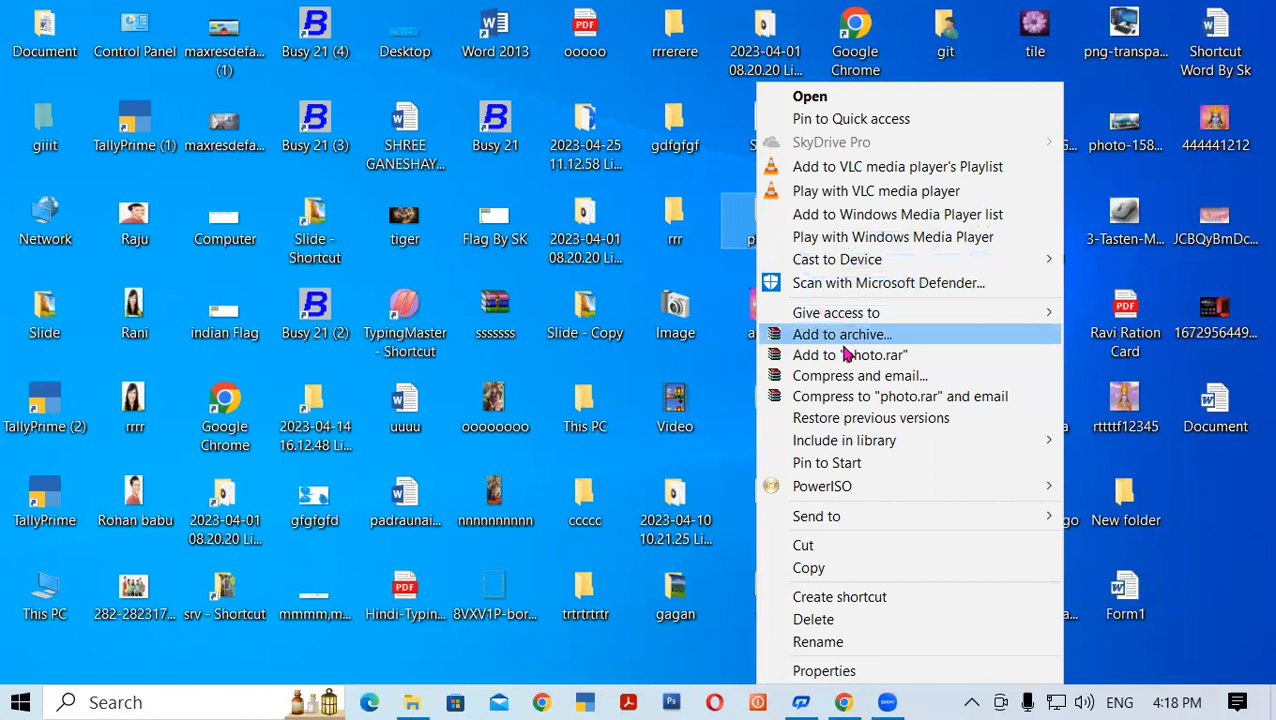 Document
Control Panel
maxresdefa...
(1)
Busy 21 (4)
Desktop
Word 2013
ooooo
rrrerere
2023-04-01
08.20.20 Li...
Google
Chrome
git
tile
png-transpa...
Shortcut
Word By Sk
giiit
TallyPrime (1)
maxresdefa...
Busy 21 (3)
SHREE
GANESHAY...
Busy 21
2023-04-25
11.12.58 Li...
gdfgfgf
photo-158...
444441212
Network
Raju
Computer
Slide -
Shortcut
tiger
Flag By SK
2023-04-01
08.20.20 Li...
rrr
3-Tasten-M...
JCBQyBmDc...
Slide
Rani
indian Flag
Busy 21 (2)
TypingMaster
- Shortcut
sssssss
Slide - Copy
Image
Ravi Ration
Card
1672956449...
TallyPrime (2)
rrrr
Google
Chrome
2023-04-14
16.12.48 Li...
uuuu
oooooooo
This PC
Video
rttttf12345
Document
TallyPrime
Rohan babu
2023-04-01
08.20.20 Li...
gfgfgfd
padraunai...
nnnnnnnnnn
ccccc
2023-04-10
10.21.25 Li...
New folder
This PC
282-282317...
srv - Shortcut
mmmm,m...
Hindi-Typin...
8VXV1P-bor...
trtrtrtrtr
gagan
Form1
Open
Pin to Quick access
SkyDrive Pro
Add to VLC media player's Playlist
Play with VLC media player
Add to Windows Media Player list
Play with Windows Media Player
Cast to Device
Scan with Microsoft Defender...
Give access to
Add to archive...
Add to "photo.rar"
Compress and email...
Compress to "photo.rar" and email
Restore previous versions
Include in library
Pin to Start
PowerISO
Send to
Cut
Copy
Create shortcut
Delete
Rename
Properties
Search
ENG
4:18 PM